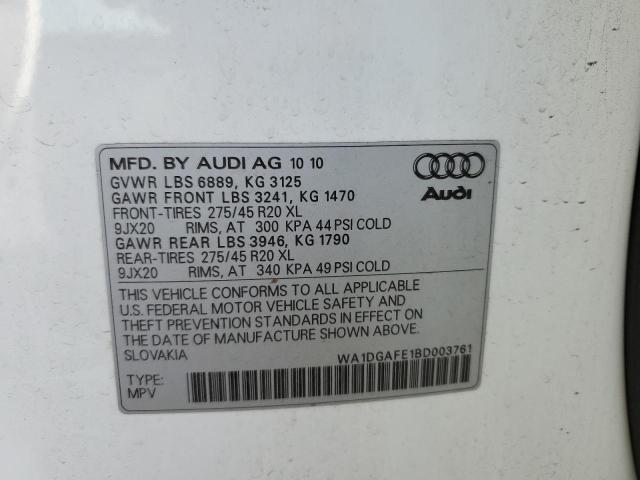 MFD. BY AUDI AG 10 10
GVWR LBS 6889, KG 3125
GAWR FRONT LBS 3241, KG 1470
FRONT-TIRES 275/45 R20 XL
9JX20 RIMS, AT 300 KPA 44 PSI COLD
GAWR REAR LBS 3946, KG 1790
REAR-TIRES 275/45 R20 XL
9JX20 RIMS, AT 340 KPA 49 PSI COLD
Audi
THIS VEHICLE CONFORMS TO ALL APPLICABLE
U.S. FEDERAL MOTOR VEHICLE SAFETY AND
THEFT PREVENTION STANDARDS IN EFFECT ON
THE DATE OF MANUFACTURE SHOWN ABOVE.
SLOVAKIA WA1DGAFE1BD003761
TYPE:
MPV